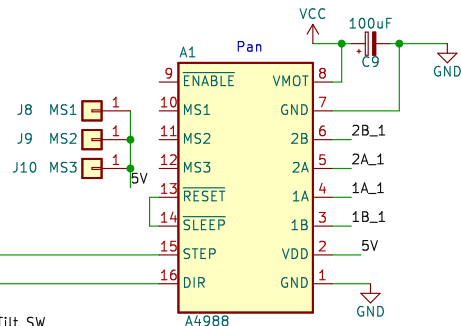 VCC
100uF
Pan
A1
C9
GND
9 ENABLE
VMOT 8
J8 MS1 1
10 MS1
GND 7
J9 MS2 1
11 MS2
2B 6 2B_1
J10 MS3 1
12 MS3
2A 5 2A_1
5V
13 RESET
1A 4 1A_1
14 SLEEP
1B 3 1B_1
15 STEP
VDD 2 5V
16 DIR
GND 1
GND
Tilt SW
A4988